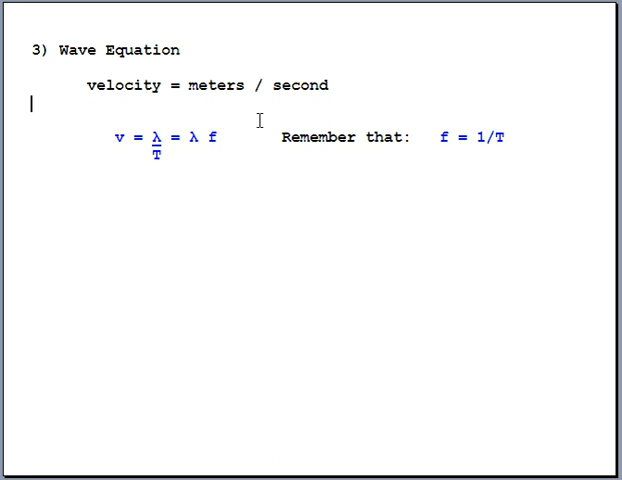 3) Wave Equation
velocity = meters / second
v = λ = λ f Remember that: f = 1/T
T